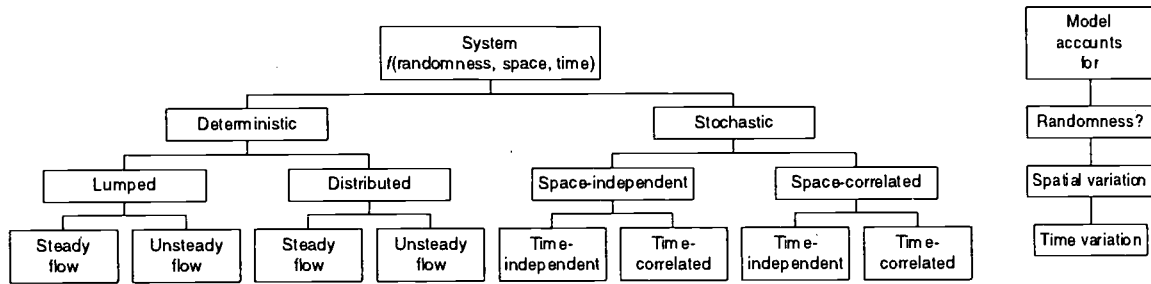 System
f(randomness, space, time)
Model
accounts
for
Deterministic
Stochastic
Randomness?
Lumped
Distributed
Space-independent
Space-correlated
Spatial variation
Steady
flow
Unsteady
flow
Steady
flow
Unsteady
flow
Time-
independent
Time-
correlated
Time-
independent
Time-
correlated
Time variation